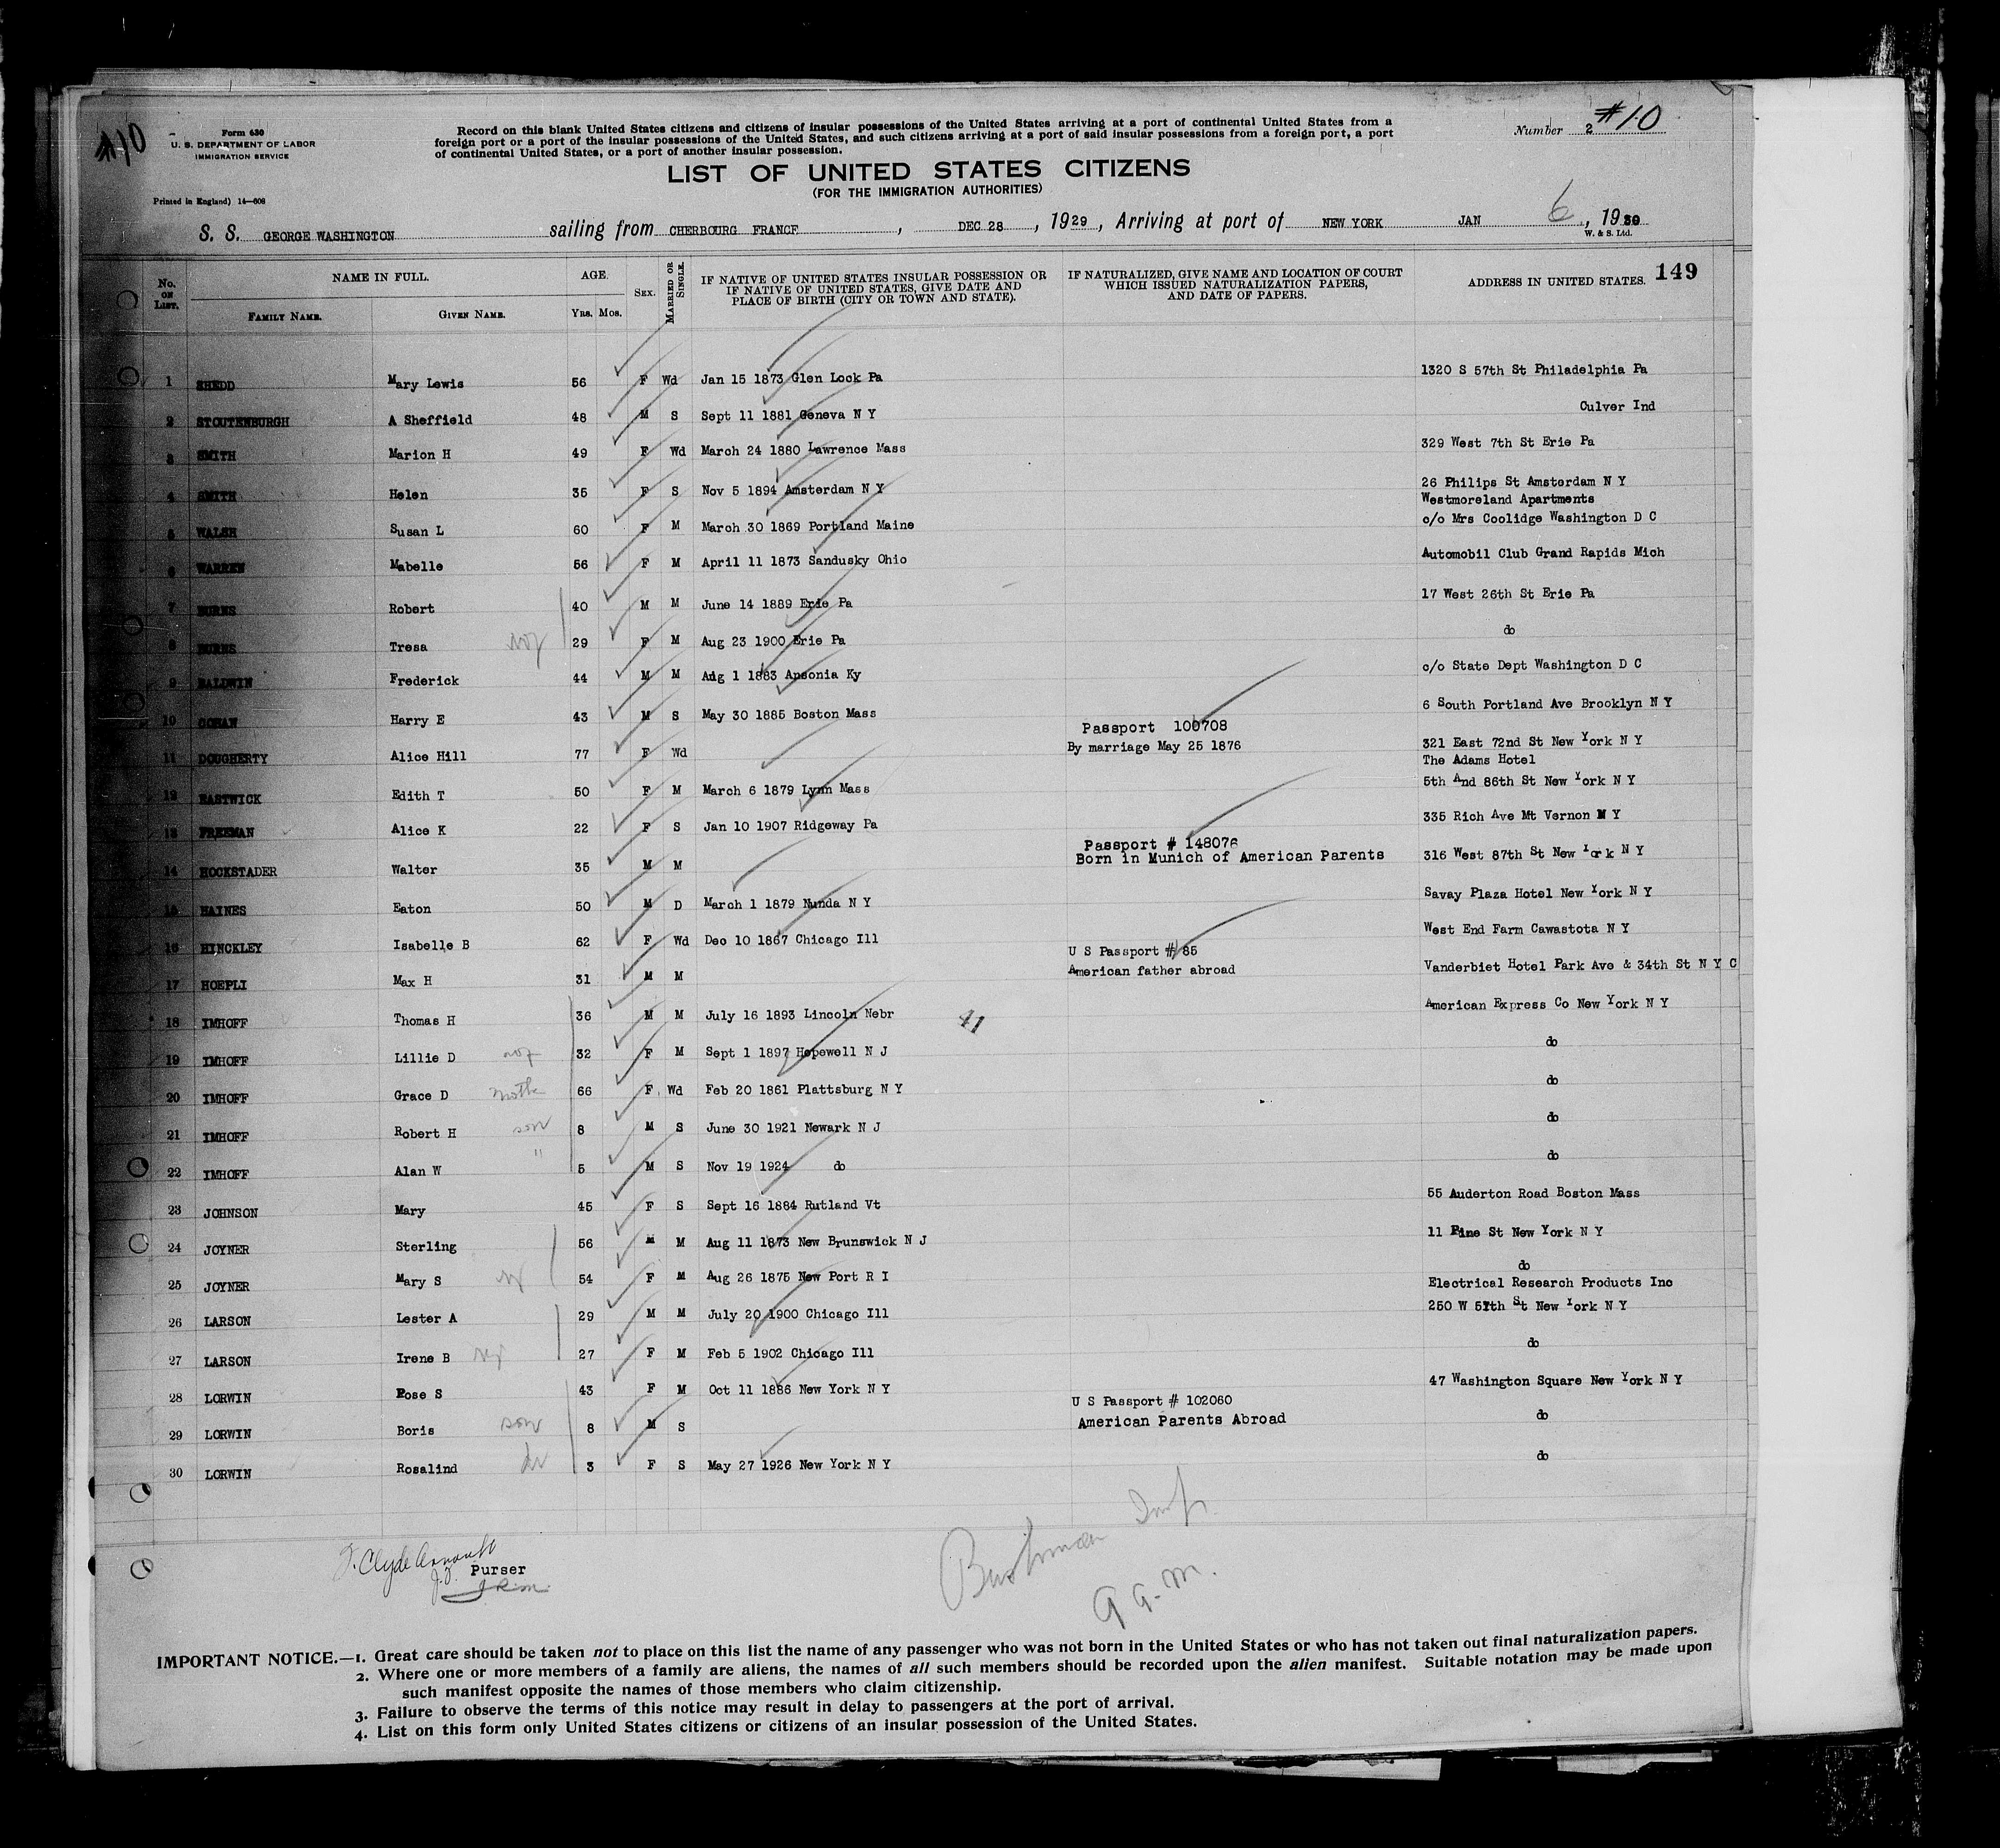 #10
Form 630
U. S. DEPARTMENT OF LABOR
IMMIGRATION SERVICE
Printed in England) 14—608
Record on this blank United States citizens and citizens of insular possessions of the United States arriving at a port of continental United States from a
foreign port or a port of the insular possessions of the United States, and such citizens arriving at a port of said insular possessions from a foreign port, a port
of continental United States, or a port of another insular possession.
Number 2 #10
LIST OF UNITED STATES CITIZENS
(FOR THE IMMIGRATION AUTHORITIES)
S. S. GEORGE WASHINGTON sailing from CHERBOURG FRANCE, DEC 28, 1929, Arriving at port of NEW YORK JAN 6, 1930
W. & S. Ltd.
No. ON LIST. NAME IN FULL. AGE. SEX. MARRIED OR SINGLE. IF NATIVE OF UNITED STATES INSULAR POSSESSION OR IF NATIVE OF UNITED STATES, GIVE DATE AND PLACE OF BIRTH (CITY OR TOWN AND STATE). IF NATURALIZED, GIVE NAME AND LOCATION OF COURT WHICH ISSUED NATURALIZATION PAPERS, AND DATE OF PAPERS. ADDRESS IN UNITED STATES. 149
FAMILY NAME. GIVEN NAME. YRS. MOS.
1 SHEDD Mary Lewis 56 F Wd Jan 15 1873 Glen Lock Pa 1320 S 57th St Philadelphia Pa
2 STOUTENBURGH A Sheffield 48 M S Sept 11 1881 Geneva N Y Culver Ind
3 SMITH Marion H 49 F Wd March 24 1880 Lawrence Mass 329 West 7th St Erie Pa
4 SMITH Helen 35 F S Nov 5 1894 Amsterdam N Y 26 Philips St Amsterdam N Y
Westmoreland Apartments
5 WALSH Susan L 60 F M March 30 1869 Portland Maine c/o Mrs Coolidge Washington D C
6 WARREN Mabelle 56 F M April 11 1873 Sandusky Ohio Automobil Club Grand Rapids Mich
7 BURNS Robert 40 M M June 14 1889 Erie Pa 17 West 26th St Erie Pa
8 BURNS Tresa 29 F M Aug 23 1900 Erie Pa do
9 BALDWIN Frederick 44 M M Aug 1 1883 Ansonia Ky c/o State Dept Washington D C
10 COHAN Harry E 43 M S May 30 1885 Boston Mass 6 South Portland Ave Brooklyn N Y
Passport 100708
11 DOUGHERTY Alice Hill 77 F Wd By marriage May 25 1876 321 East 72nd St New York N Y
The Adams Hotel
12 EASTWICK Edith T 50 F M March 6 1879 Lynn Mass 5th And 86th St New York N Y
13 FREEMAN Alice K 22 F S Jan 10 1907 Ridgeway Pa 335 Rich Ave Mt Vernon N Y
Passport # 148076
14 HOCKSTADER Walter 35 M M Born in Munich of American Parents 316 West 87th St New York N Y
15 HAINES Eaton 50 M D March 1 1879 Nunda N Y Savay Plaza Hotel New York N Y
16 HINCKLEY Isabelle B 62 F Wd Dec 10 1867 Chicago Ill West End Farm Cawastota N Y
U S Passport # 85
17 HOEPLI Max H 31 M M American father abroad Vanderbiet Hotel Park Ave & 34th St N Y C
18 IMHOFF Thomas H 36 M M July 16 1893 Lincoln Nebr American Express Co New York N Y
19 IMHOFF Lillie D 32 F M Sept 1 1897 Hopewell N J do
20 IMHOFF Grace D 66 F Wd Feb 20 1861 Plattsburg N Y do
21 IMHOFF Robert H son 8 M S June 30 1921 Newark N J do
22 IMHOFF Alan W " 5 M S Nov 19 1924 do do
23 JOHNSON Mary 45 F S Sept 16 1884 Rutland Vt 55 Auderton Road Boston Mass
24 JOYNER Sterling 56 M M Aug 11 1873 New Brunswick N J 11 Pine St New York N Y
25 JOYNER Mary S 54 F M Aug 26 1875 New Port R I do
Electrical Research Products Inc
26 LARSON Lester A 29 M M July 20 1900 Chicago Ill 250 W 57th St New York N Y
27 LARSON Irene B 27 F M Feb 5 1902 Chicago Ill do
28 LORWIN Rose S 43 F M Oct 11 1886 New York N Y 47 Washington Square New York N Y
U S Passport # 102060
29 LORWIN Boris son 8 M S American Parents Abroad do
30 LORWIN Rosalind 3 F S May 27 1926 New York N Y do
Purser
9 a.m.
IMPORTANT NOTICE.—1. Great care should be taken not to place on this list the name of any passenger who was not born in the United States or who has not taken out final naturalization papers.
2. Where one or more members of a family are aliens, the names of all such members should be recorded upon the alien manifest. Suitable notation may be made upon
such manifest opposite the names of those members who claim citizenship.
3. Failure to observe the terms of this notice may result in delay to passengers at the port of arrival.
4. List on this form only United States citizens or citizens of an insular possession of the United States.